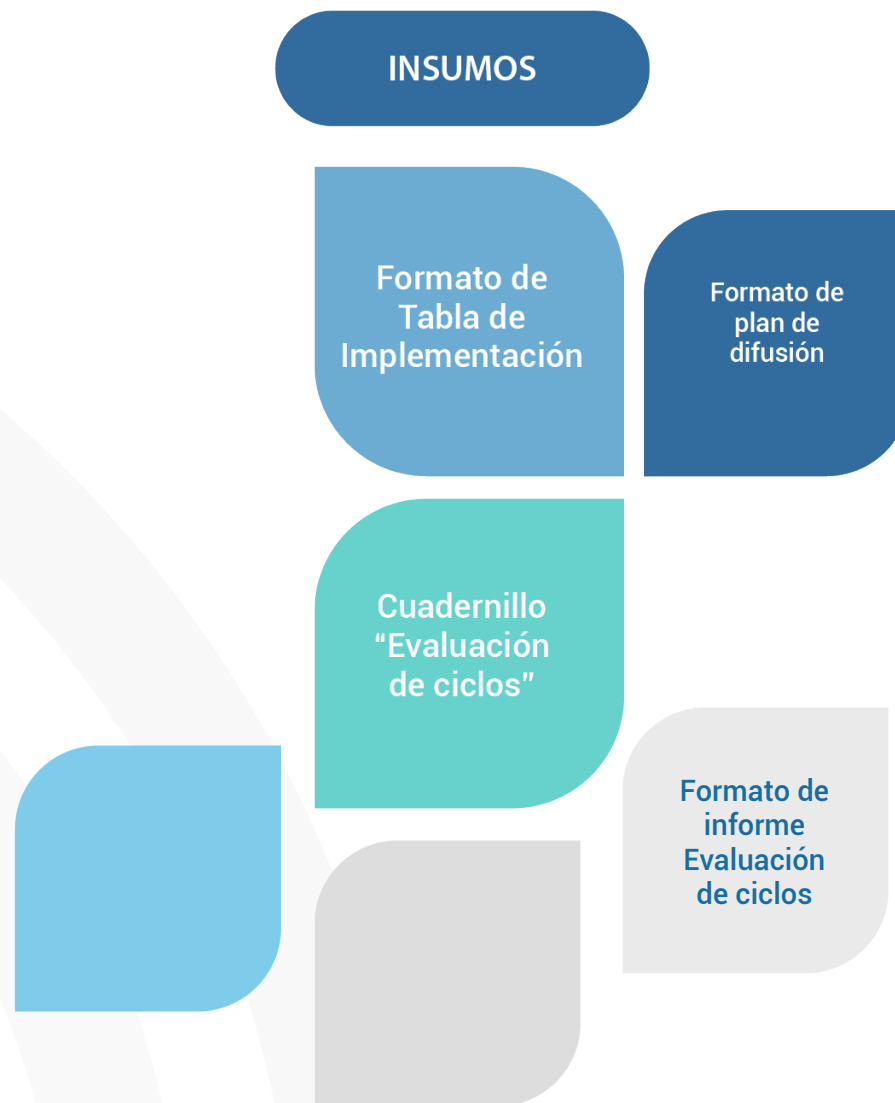 INSUMOS
Formato de
Tabla de
Implementación
Formato de
plan de
difusión
Cuadernillo
“Evaluación
de ciclos”
Formato de
informe
Evaluación
de ciclos